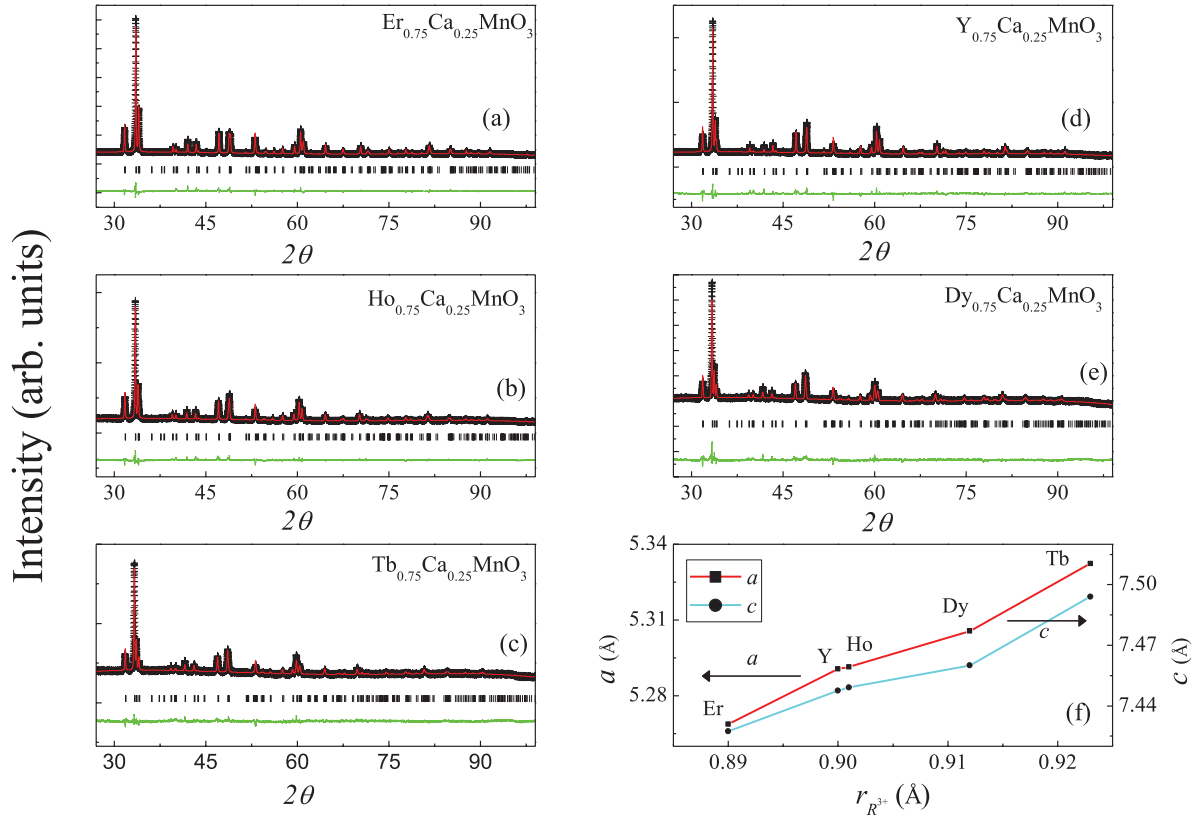 Intensity (arb. units)
Er0.75Ca0.25MnO3
(a)
30 45 60 75 90
2θ
Y0.75Ca0.25MnO3
(d)
30 45 60 75 90
2θ
Ho0.75Ca0.25MnO3
(b)
30 45 60 75 90
2θ
Dy0.75Ca0.25MnO3
(e)
30 45 60 75 90
2θ
Tb0.75Ca0.25MnO3
(c)
30 45 60 75 90
2θ
a (Å)
5.34
5.31
5.28
a
c
Er
Y
Ho
Dy
Tb
a
c
(f)
7.50
7.47
7.44
c (Å)
0.89 0.90 0.91 0.92
rR3+ (Å)